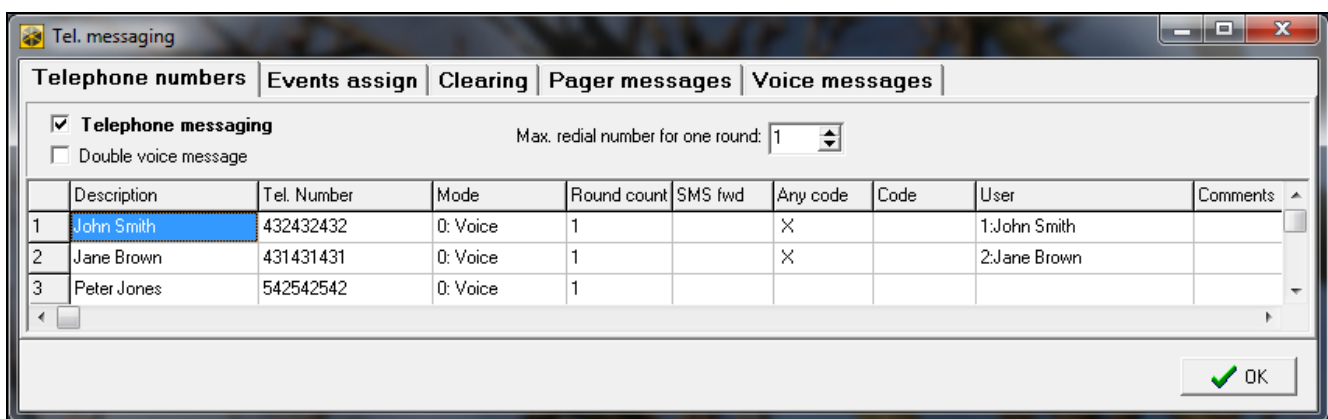 Tel. messaging
Telephone numbers Events assign Clearing Pager messages Voice messages
Telephone messaging Max. redial number for one round: 1
Double voice message
Description Tel. Number Mode Round count SMS fwd Any code Code User Comments
1 John Smith 432432432 0: Voice 1 X 1:John Smith
2 Jane Brown 431431431 0: Voice 1 X 2:Jane Brown
3 Peter Jones 542542542 0: Voice 1
OK